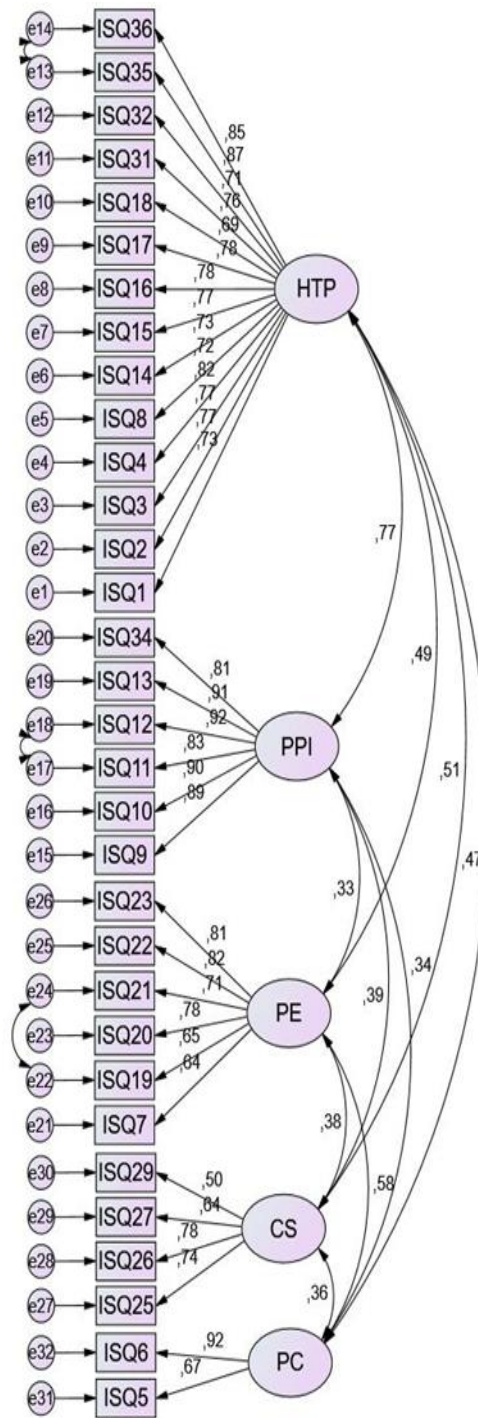 e14 ISQ36
e13 ISQ35
,85
e12 ISQ32
,87
e11 ISQ31
,71
,76
e10 ISQ18
,69
e9 ISQ17
,78
e8 ISQ16
,78
HTP
,77
e7 ISQ15
,73
e6 ISQ14
,72
,82
e5 ISQ8
,77
e4 ISQ4
,77
,73
e3 ISQ3
e2 ISQ2
,77
e1 ISQ1
e20 ISQ34
,49
,81
e19 ISQ13
,91
e18 ISQ12
,92
PPI
,83
e17 ISQ11
,51
,90
e16 ISQ10
,89
e15 ISQ9
,47
,33
e26 ISQ23
,34
,81
e25 ISQ22
,82
,39
e24 ISQ21
,71
PE
,78
e23 ISQ20
,65
e22 ISQ19
,64
e21 ISQ7
,38
e30 ISQ29
,50
,58
e29 ISQ27
,64
CS
,78
e28 ISQ26
,74
e27 ISQ25
,36
e32 ISQ6
,92
PC
,67
e31 ISQ5